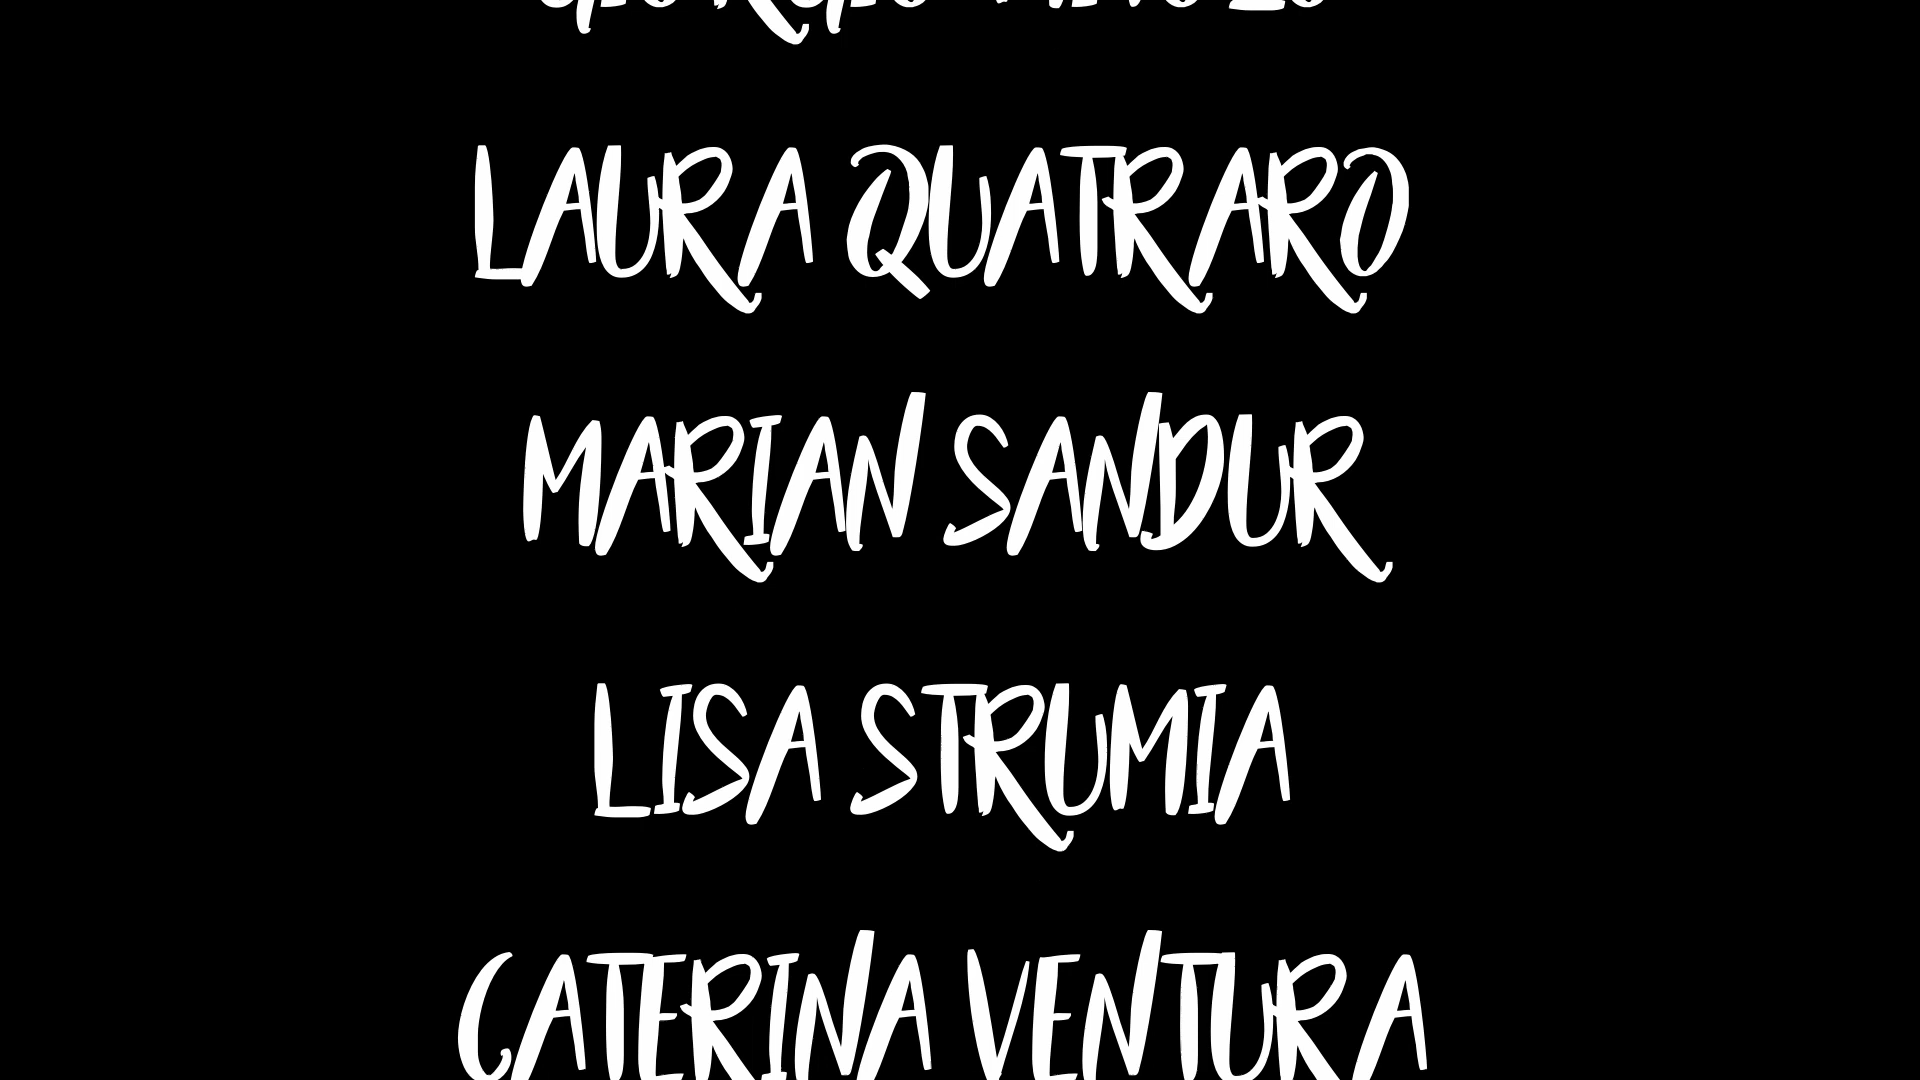 LAURA QUATRARO
MARIAN SANDUR
LISA STRUMIA
CATERINA VENTURA